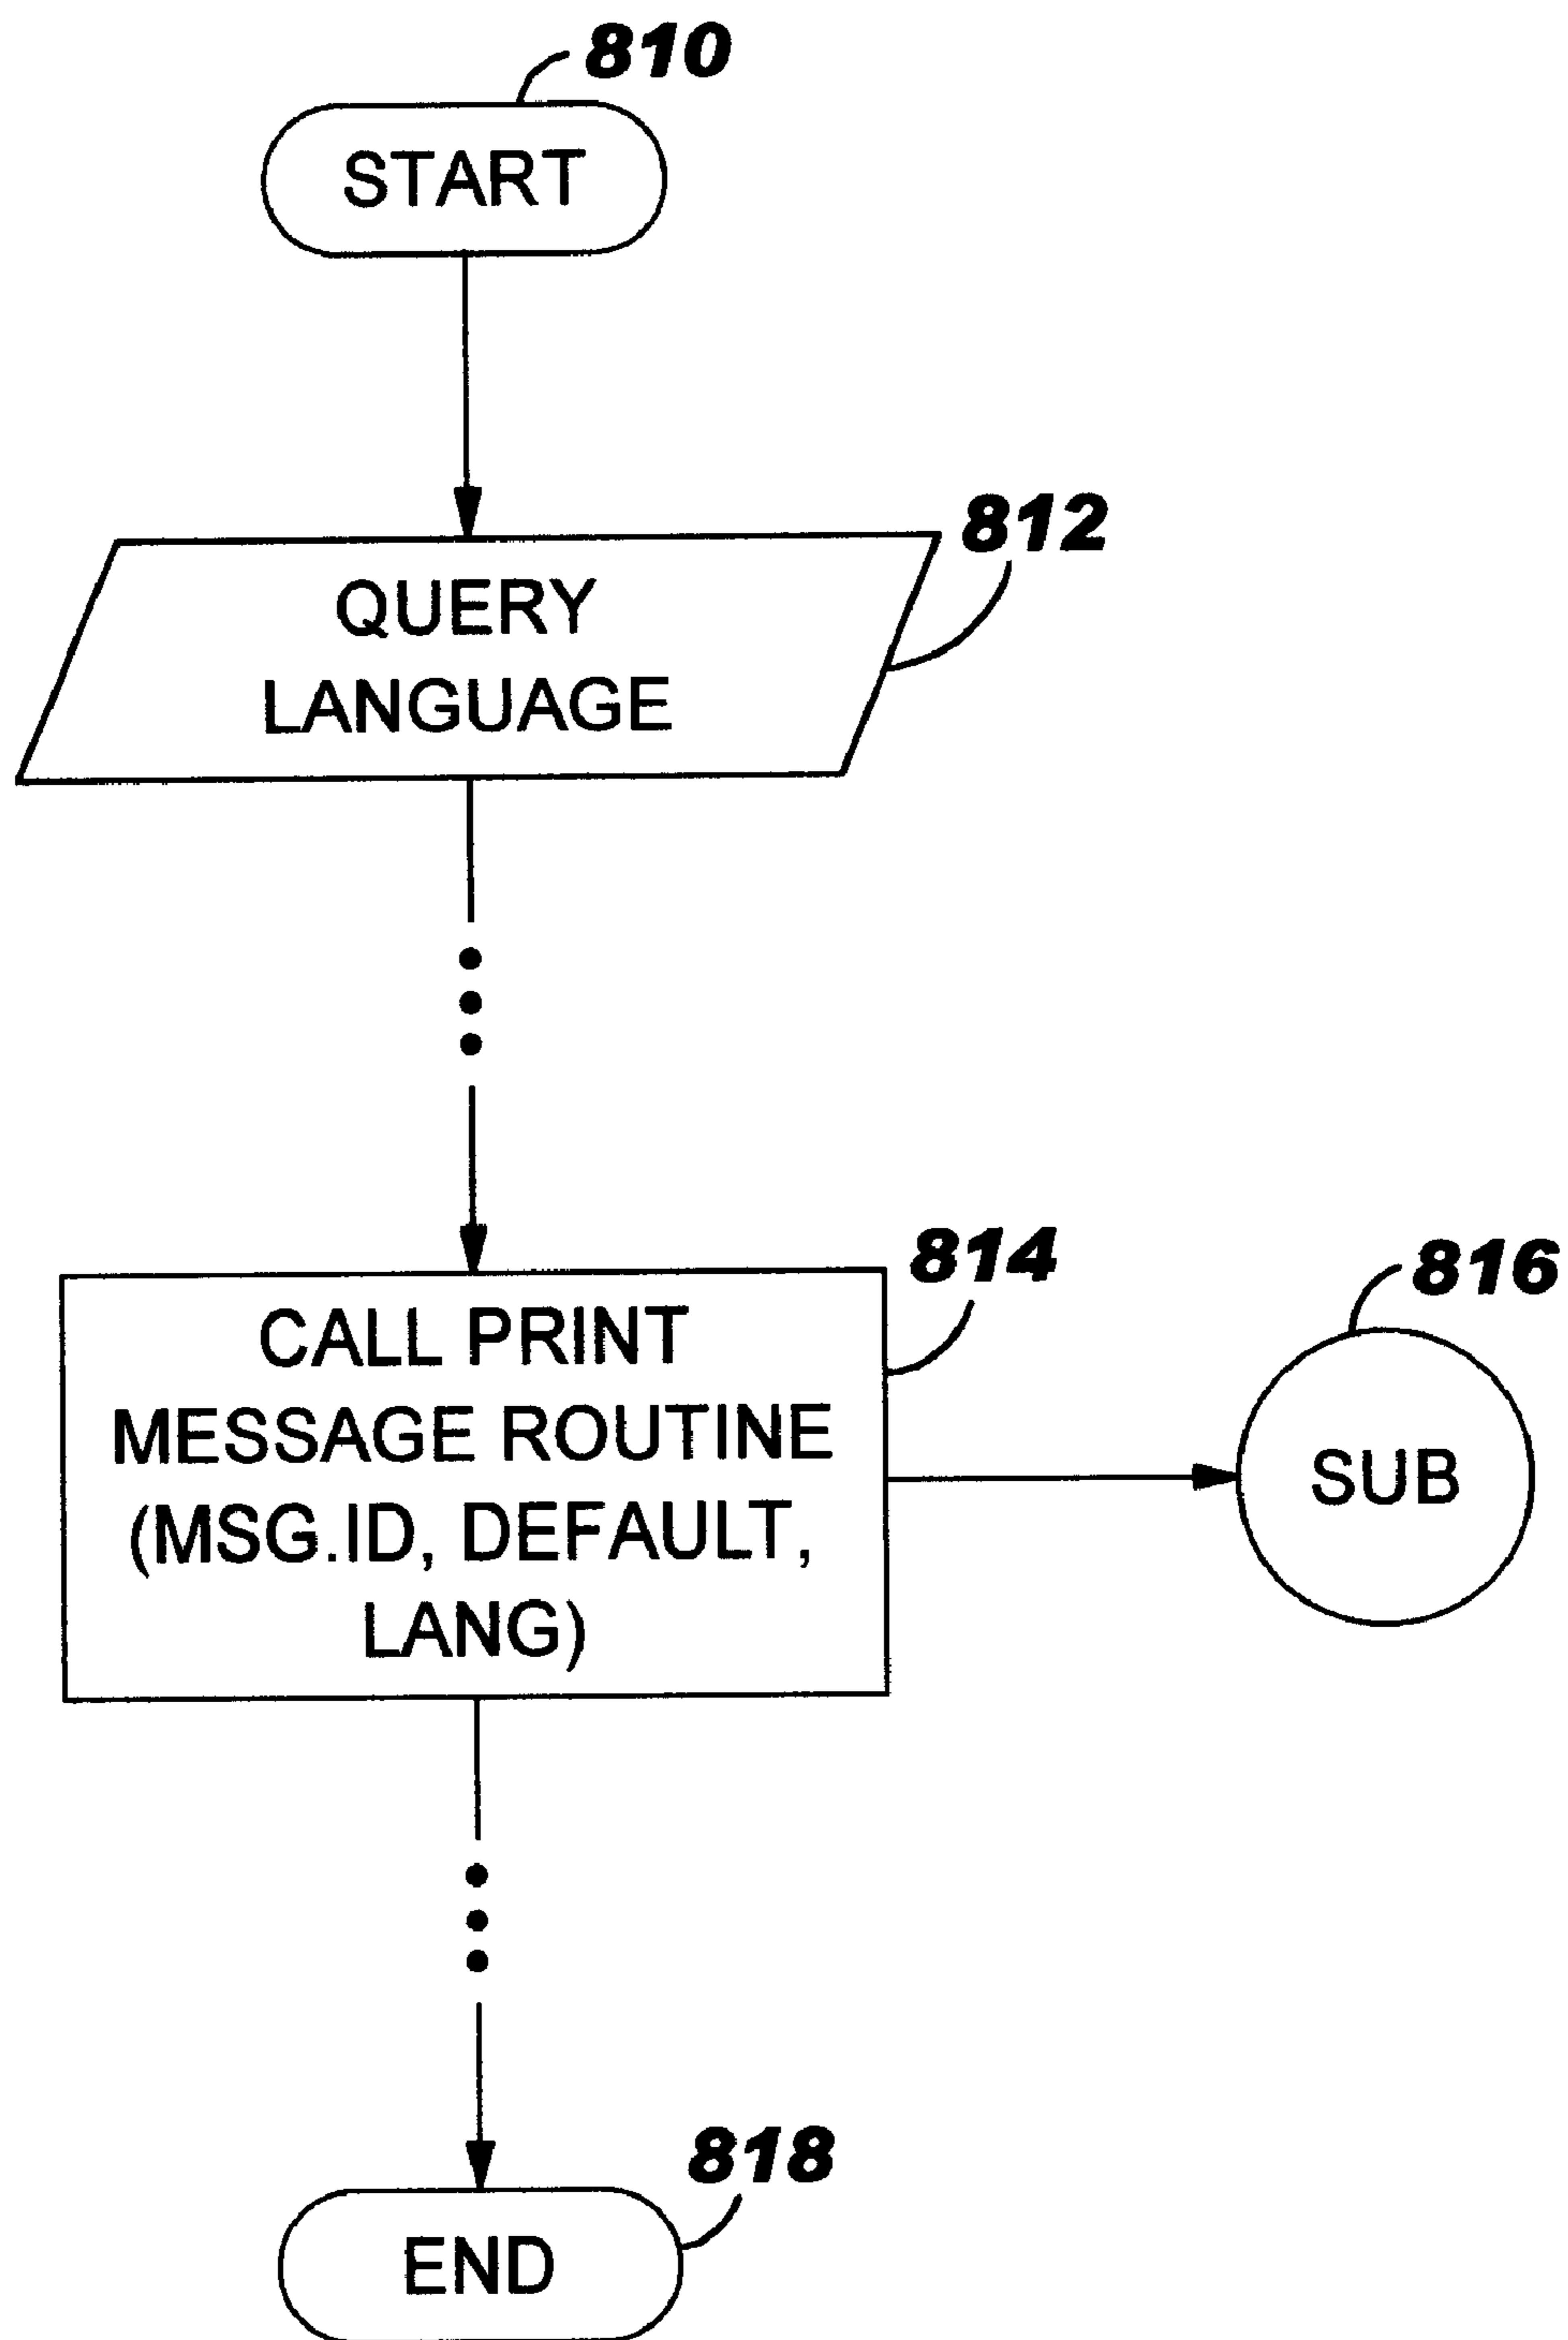 810
START
812
QUERY
LANGUAGE
814
816
CALL PRINT
MESSAGE ROUTINE
(MSG.ID, DEFAULT,
LANG)
SUB
818
END